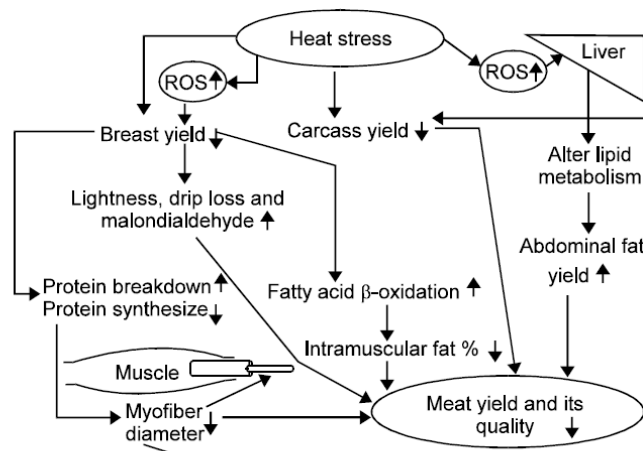 Heat stress
ROS
ROS
Liver
Breast yield
Carcass yield
Alter lipid
metabolism
Lightness, drip loss and
malondialdehyde
Abdominal fat
yield
Protein breakdown
Protein synthesize
Fatty acid β-oxidation
Intramuscular fat %
Muscle
Myofiber
diameter
Meat yield and its
quality